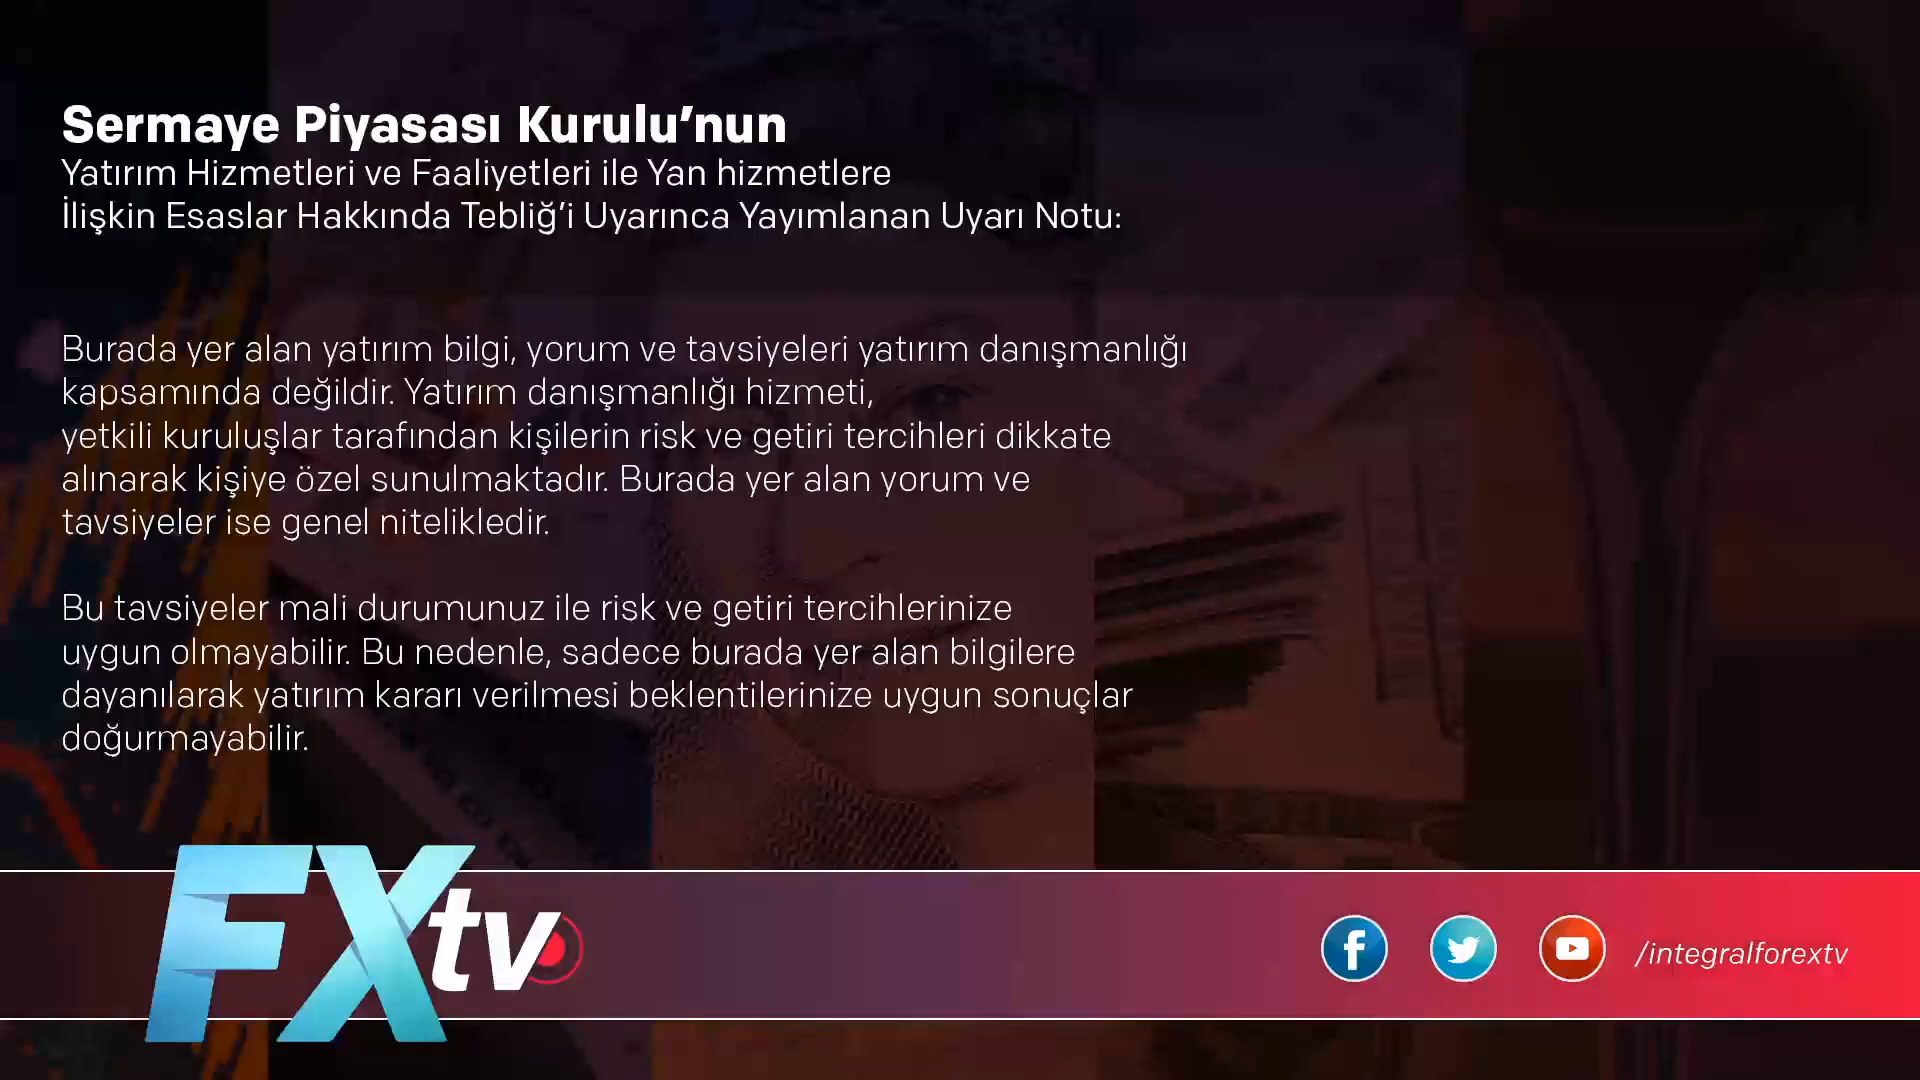 Sermaye Piyasası Kurulu’nun
Yatırım Hizmetleri ve Faaliyetleri ile Yan hizmetlere
İlişkin Esaslar Hakkında Tebliğ’i Uyarınca Yayımlanan Uyarı Notu:
Burada yer alan yatırım bilgi, yorum ve tavsiyeleri yatırım danışmanlığı
kapsamında değildir. Yatırım danışmanlığı hizmeti,
yetkili kuruluşlar tarafından kişilerin risk ve getiri tercihleri dikkate
alınarak kişiye özel sunulmaktadır. Burada yer alan yorum ve
tavsiyeler ise genel nitelikledir.
Bu tavsiyeler mali durumunuz ile risk ve getiri tercihlerinize
uygun olmayabilir. Bu nedenle, sadece burada yer alan bilgilere
dayanılarak yatırım kararı verilmesi beklentilerinize uygun sonuçlar
doğurmayabilir.
FXtv
/integralforextv